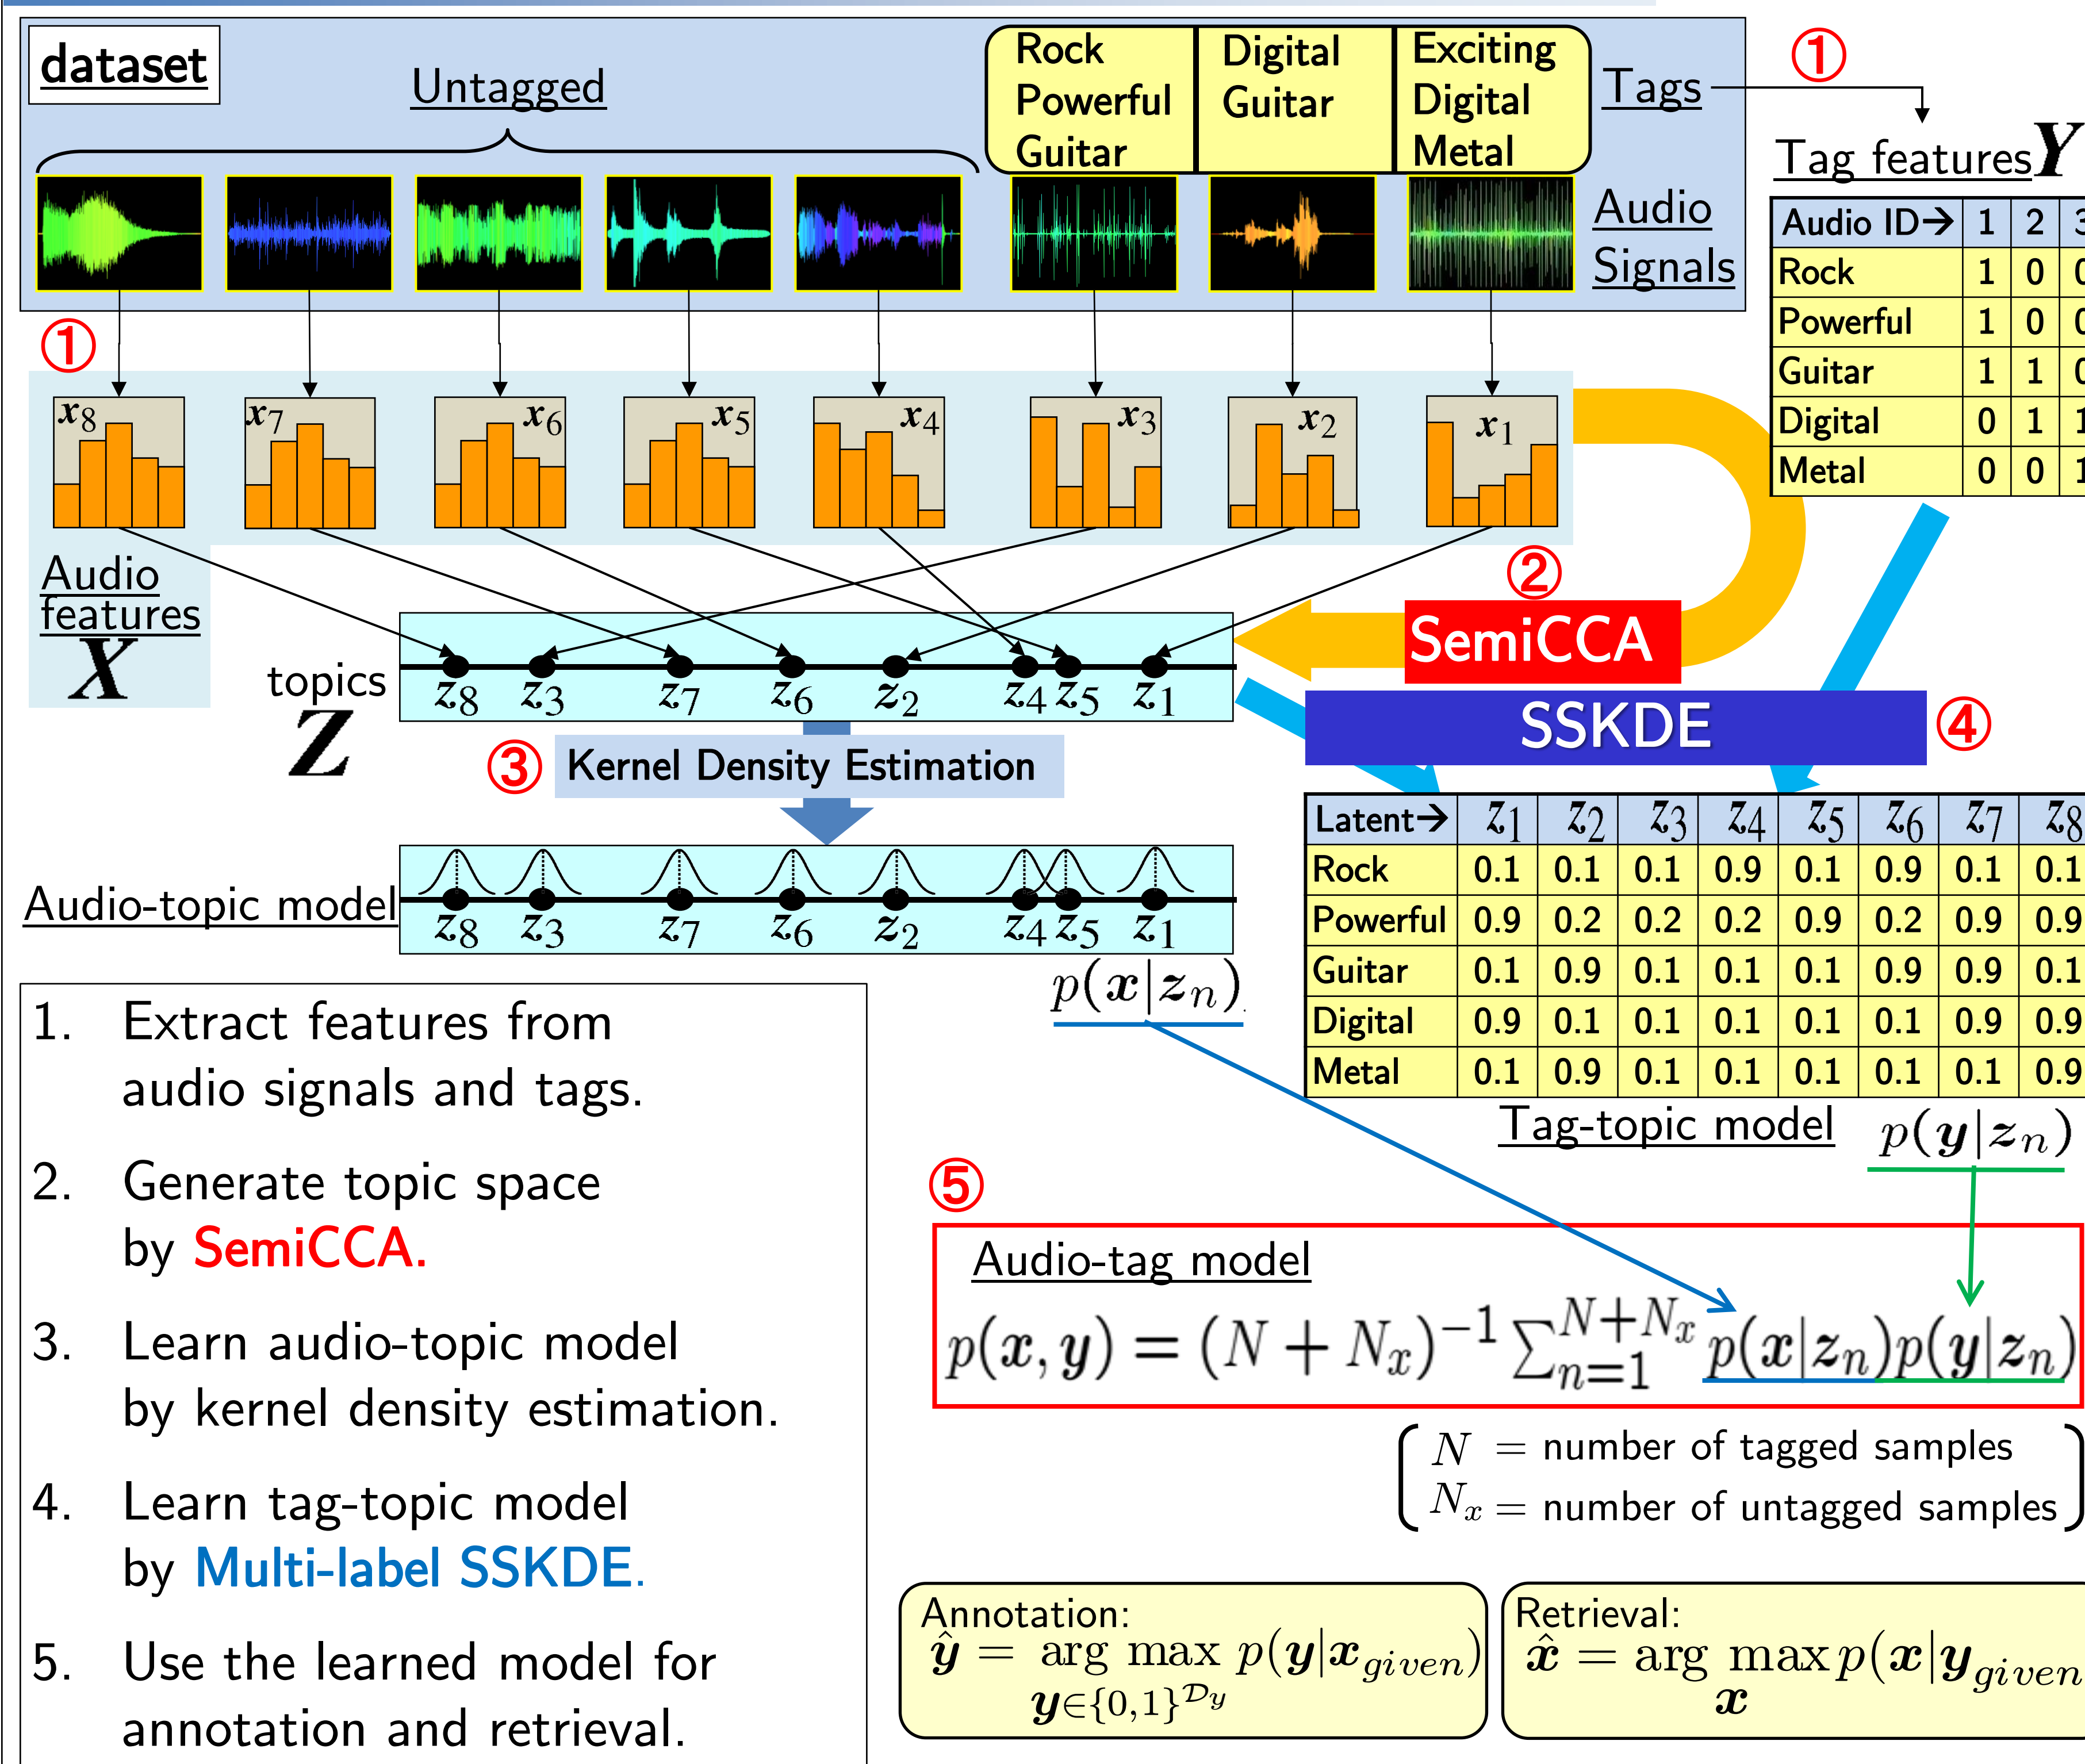 dataset
Untagged
Rock
Powerful
Guitar
Digital
Guitar
Exciting
Digital
Metal
Tags
①
Tag features Y
Audio
Signals
Audio ID→ 1 2 3
Rock 1 0 0
Powerful 1 0 0
Guitar 1 1 0
Digital 0 1 1
Metal 0 0 1
①
x₈ x₇ x₆ x₅ x₄ x₃ x₂ x₁
Audio
features
X
②
SemiCCA
topics
Z
z₈ z₃ z₇ z₆ z₂ z₄ z₅ z₁
SSKDE ④
③ Kernel Density Estimation
Audio-topic model
z₈ z₃ z₇ z₆ z₂ z₄ z₅ z₁
p(x|zₙ)
Latent→ z₁ z₂ z₃ z₄ z₅ z₆ z₇ z₈
Rock 0.1 0.1 0.1 0.9 0.1 0.9 0.1 0.1
Powerful 0.9 0.2 0.2 0.2 0.9 0.2 0.9 0.9
Guitar 0.1 0.9 0.1 0.1 0.1 0.9 0.9 0.1
Digital 0.9 0.1 0.1 0.1 0.1 0.1 0.9 0.9
Metal 0.1 0.9 0.1 0.1 0.1 0.1 0.1 0.9
Tag-topic model p(y|zₙ)
1. Extract features from
audio signals and tags.
2. Generate topic space
by SemiCCA.
3. Learn audio-topic model
by kernel density estimation.
4. Learn tag-topic model
by Multi-label SSKDE.
5. Use the learned model for
annotation and retrieval.
⑤
Audio-tag model
p(x, y) = (N + Nₓ)⁻¹ ∑_{n=1}^{N+Nₓ} p(x|zₙ)p(y|zₙ)
N = number of tagged samples
Nₓ = number of untagged samples
Annotation:
ŷ = arg max p(y|x_{given})
y∈{0,1}^{𝒟y}
Retrieval:
x̂ = arg max p(x|y_{given}
x